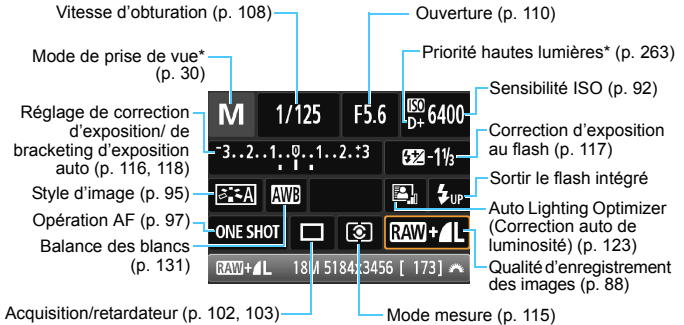 Vitesse d'obturation (p. 108)
Ouverture (p. 110)
Mode de prise de vue*
(p. 30)
Priorité hautes lumières* (p. 263)
Sensibilité ISO (p. 92)
Réglage de correction
d'exposition/ de
bracketing d'exposition
auto (p. 116, 118)
Correction d'exposition
au flash (p. 117)
Style d'image (p. 95)
Sortir le flash intégré
Opération AF (p. 97)
Auto Lighting Optimizer
(Correction auto de
luminosité) (p. 123)
Balance des blancs
(p. 131)
Qualité d'enregistrement
des images (p. 88)
Acquisition/retardateur (p. 102, 103)
Mode mesure (p. 115)
M 1/125 F5.6 ISO D+ 6400
-3..2..1..0..1..2.:3 -1⅓
A AWB UP
ONE SHOT RAW+L
RAW+L 18M 5184x3456 [ 173]